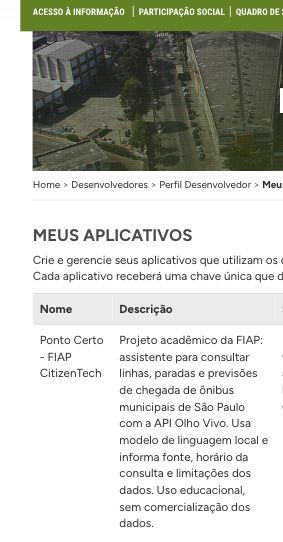 ACESSO À INFORMAÇÃO | PARTICIPAÇÃO SOCIAL | QUADRO DE
Home > Desenvolvedores > Perfil Desenvolvedor > Meu
MEUS APLICATIVOS
Crie e gerencie seus aplicativos que utilizam os
Cada aplicativo receberá uma chave única que
Nome Descrição
Ponto Certo
- FIAP
CitizenTech
Projeto acadêmico da FIAP:
assistente para consultar
linhas, paradas e previsões
de chegada de ônibus
municipais de São Paulo
com a API Olho Vivo. Usa
modelo de linguagem local e
informa fonte, horário da
consulta e limitações dos
dados. Uso educacional,
sem comercialização dos
dados.